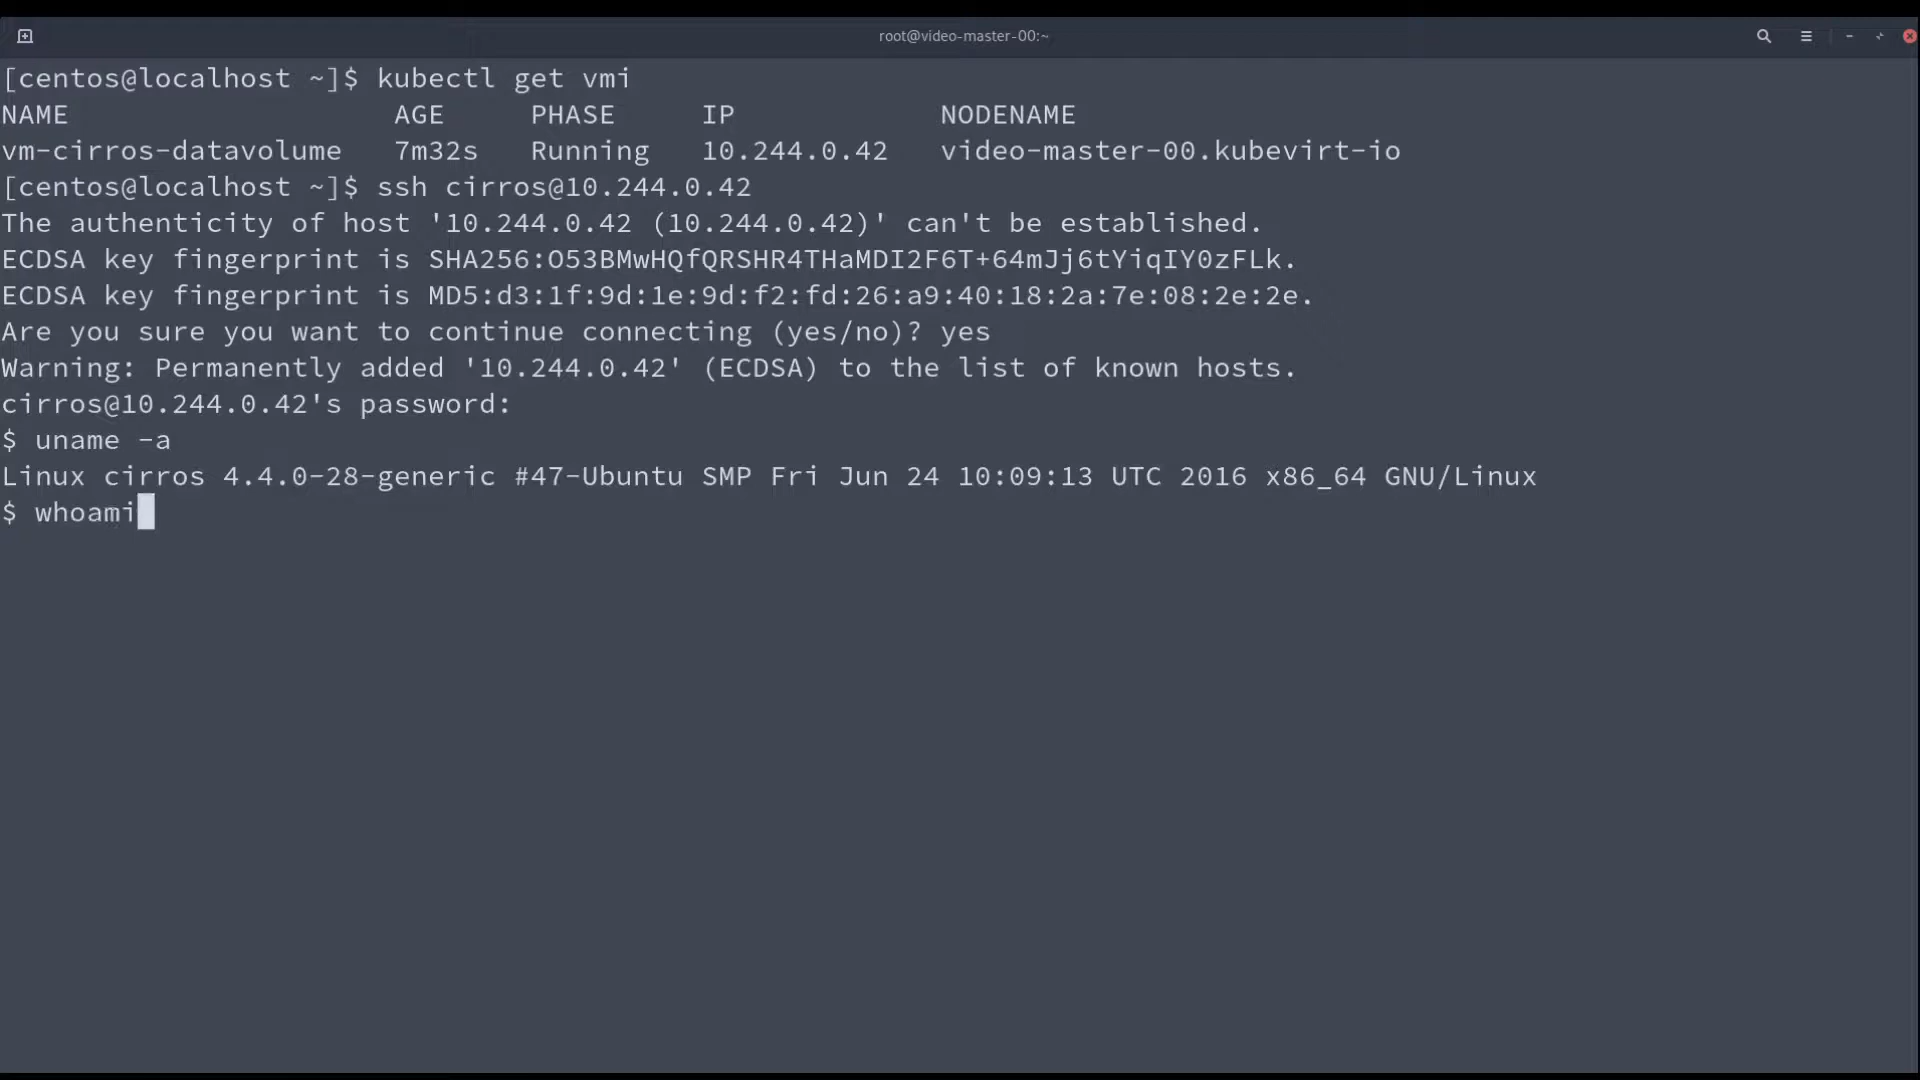 root@video-master-00:~
[centos@localhost ~]$ kubectl get vmi
NAME AGE PHASE IP NODENAME
vm-cirros-datavolume 7m32s Running 10.244.0.42 video-master-00.kubevirt-io
[centos@localhost ~]$ ssh cirros@10.244.0.42
The authenticity of host '10.244.0.42 (10.244.0.42)' can't be established.
ECDSA key fingerprint is SHA256:O53BMwHQfQRSHR4THaMDI2F6T+64mJj6tYiqIY0zFLk.
ECDSA key fingerprint is MD5:d3:1f:9d:1e:9d:f2:fd:26:a9:40:18:2a:7e:08:2e:2e.
Are you sure you want to continue connecting (yes/no)? yes
Warning: Permanently added '10.244.0.42' (ECDSA) to the list of known hosts.
cirros@10.244.0.42's password:
$ uname -a
Linux cirros 4.4.0-28-generic #47-Ubuntu SMP Fri Jun 24 10:09:13 UTC 2016 x86_64 GNU/Linux
$ whoami